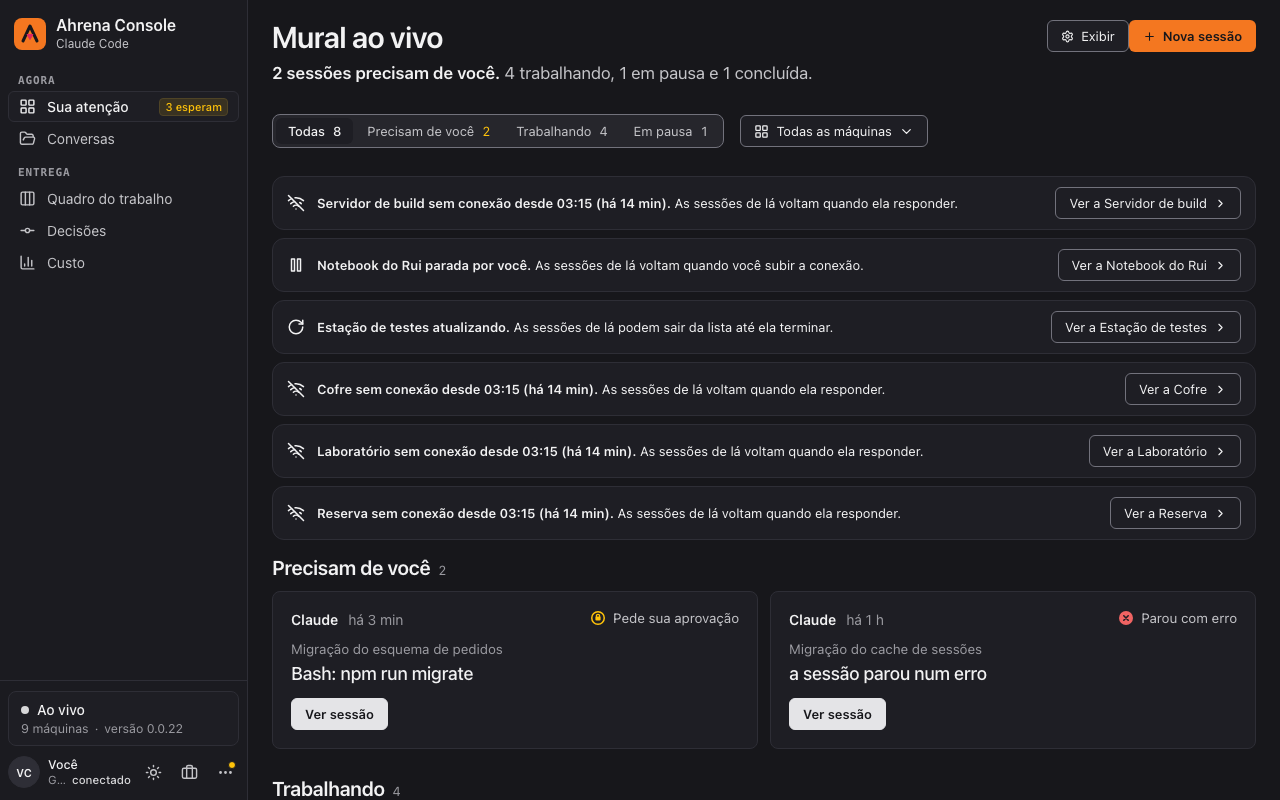 Ahrena Console
Claude Code
AGORA
Sua atenção 3 esperam
Conversas
ENTREGA
Quadro do trabalho
Decisões
Custo
Ao vivo
9 máquinas · versão 0.0.22
VC
Você
G... conectado
Mural ao vivo
Exibir
+ Nova sessão
2 sessões precisam de você. 4 trabalhando, 1 em pausa e 1 concluída.
Todas 8 Precisam de você 2 Trabalhando 4 Em pausa 1
Todas as máquinas
Servidor de build sem conexão desde 03:15 (há 14 min). As sessões de lá voltam quando ela responder.
Ver a Servidor de build
Notebook do Rui parada por você. As sessões de lá voltam quando você subir a conexão.
Ver a Notebook do Rui
Estação de testes atualizando. As sessões de lá podem sair da lista até ela terminar.
Ver a Estação de testes
Cofre sem conexão desde 03:15 (há 14 min). As sessões de lá voltam quando ela responder.
Ver a Cofre
Laboratório sem conexão desde 03:15 (há 14 min). As sessões de lá voltam quando ela responder.
Ver a Laboratório
Reserva sem conexão desde 03:15 (há 14 min). As sessões de lá voltam quando ela responder.
Ver a Reserva
Precisam de você 2
Claude há 3 min
Pede sua aprovação
Migração do esquema de pedidos
Bash: npm run migrate
Ver sessão
Claude há 1 h
Parou com erro
Migração do cache de sessões
a sessão parou num erro
Ver sessão
Trabalhando 4